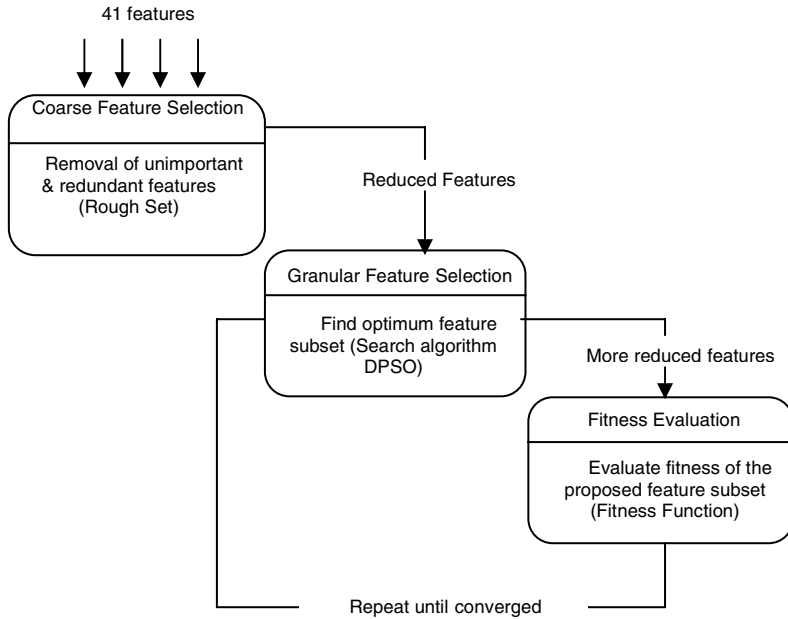 41 features
Coarse Feature Selection
Removal of unimportant
& redundant features
(Rough Set)
Reduced Features
Granular Feature Selection
Find optimum feature
subset (Search algorithm
DPSO)
More reduced features
Fitness Evaluation
Evaluate fitness of the
proposed feature subset
(Fitness Function)
Repeat until converged